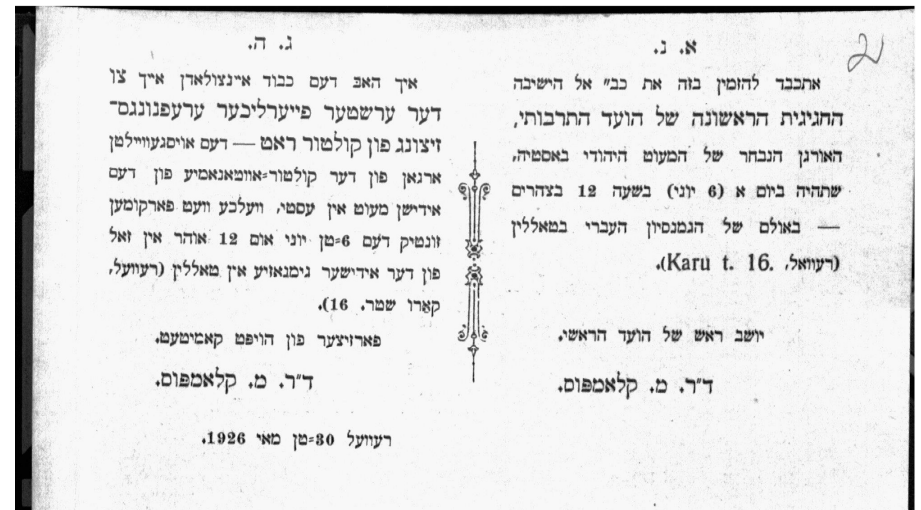 א. נ.
אתכבד להזמין בזה את כב״ אל הישיבה
החגיגית הראשונה של הועד התרבותי,
האורגן הנבחר של המעוט היהודי באסטיה,
שתהיה ביום א (6 יוני) בשעה 12 בצהרים
— באולם של הגמנסיון העברי בטאללין
(רעוואל, Karu t. 16.).
יושב ראש של הועד הראשי.
ד״ר. מ. קלאמפוס.
ג. ה.
איך האב דעם כבוד איינצולאדן אייך צו
דער ערשטער פייערליכער ערעפנונגס־
זיצונג פון קולטור ראט — דעם אויסגעוויילטן
ארגאן פון דער קולטור=אווטאנאמיע פון דעם
אידישן מעוט אין עסטי, וועלכע וועט פארקומען
זונטיק דעם 6=טן יוני אום 12 אוהר אין זאל
פון דער אידישער גימנאזיע אין טאללין (רעוועל,
קארו שטר. 16).
פארזיצער פון הויפט קאמיטעט.
ד״ר. מ. קלאמפוס.
רעוועל 30=טן מאי 1926.